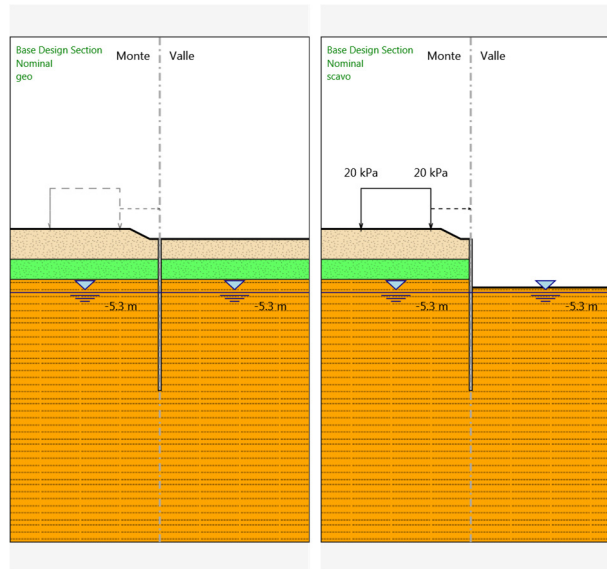 Base Design Section
Nominal
geo
Monte
Valle
-5.3 m
-5.3 m
Base Design Section
Nominal
scavo
Monte
Valle
20 kPa
20 kPa
-5.3 m
-5.3 m